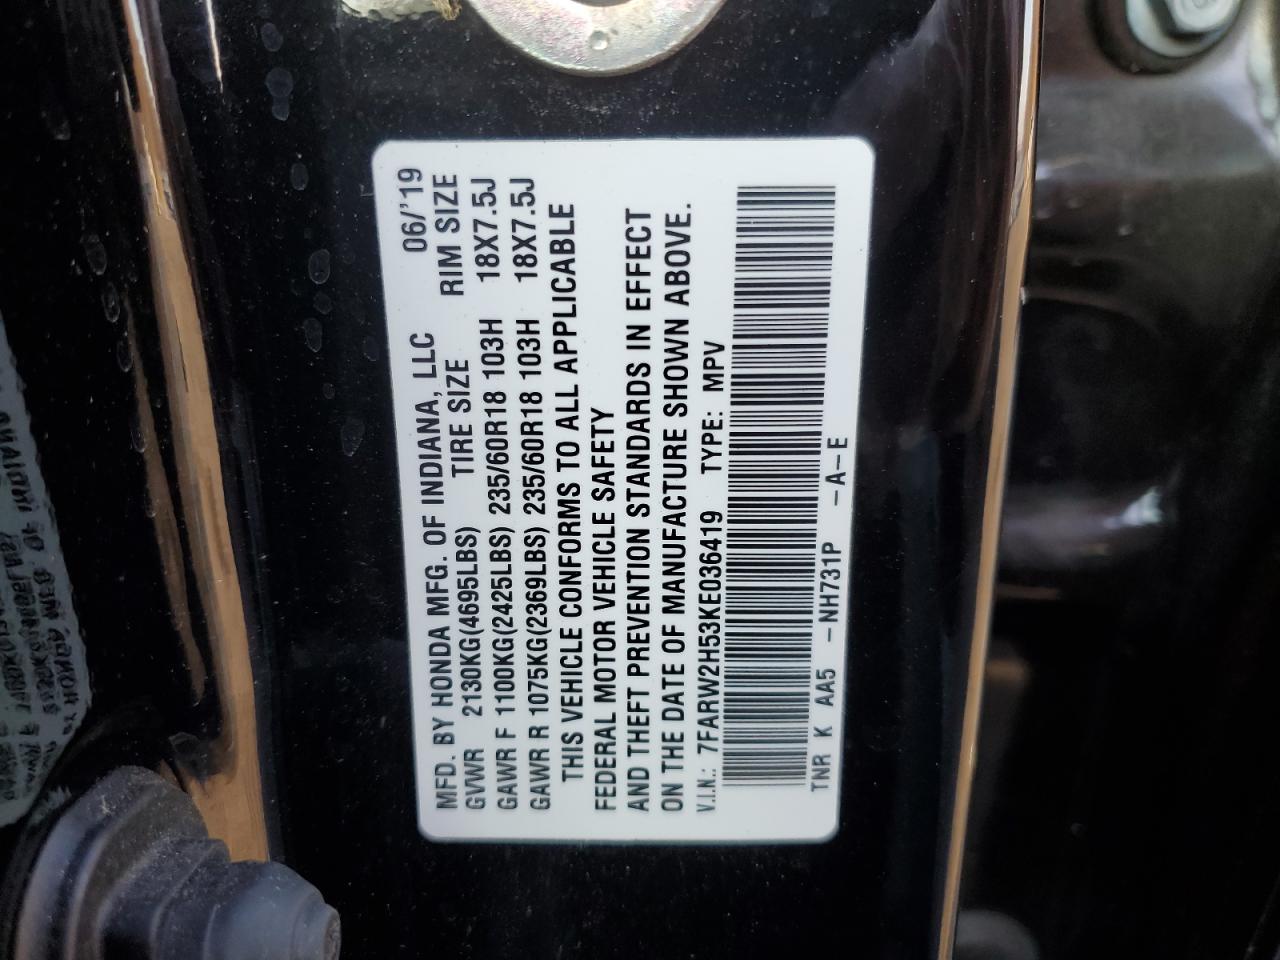 MFD. BY HONDA MFG. OF INDIANA, LLC 06/'19
GVWR 2130KG(4695LBS) TIRE SIZE RIM SIZE
GAWR F 1100KG(2425LBS) 235/60R18 103H 18X7.5J
GAWR R 1075KG(2369LBS) 235/60R18 103H 18X7.5J
THIS VEHICLE CONFORMS TO ALL APPLICABLE
FEDERAL MOTOR VEHICLE SAFETY
AND THEFT PREVENTION STANDARDS IN EFFECT
ON THE DATE OF MANUFACTURE SHOWN ABOVE.
V.I.N.: 7FARW2H53KE036419 TYPE: MPV
TNR K AA5 -NH731P -A-E